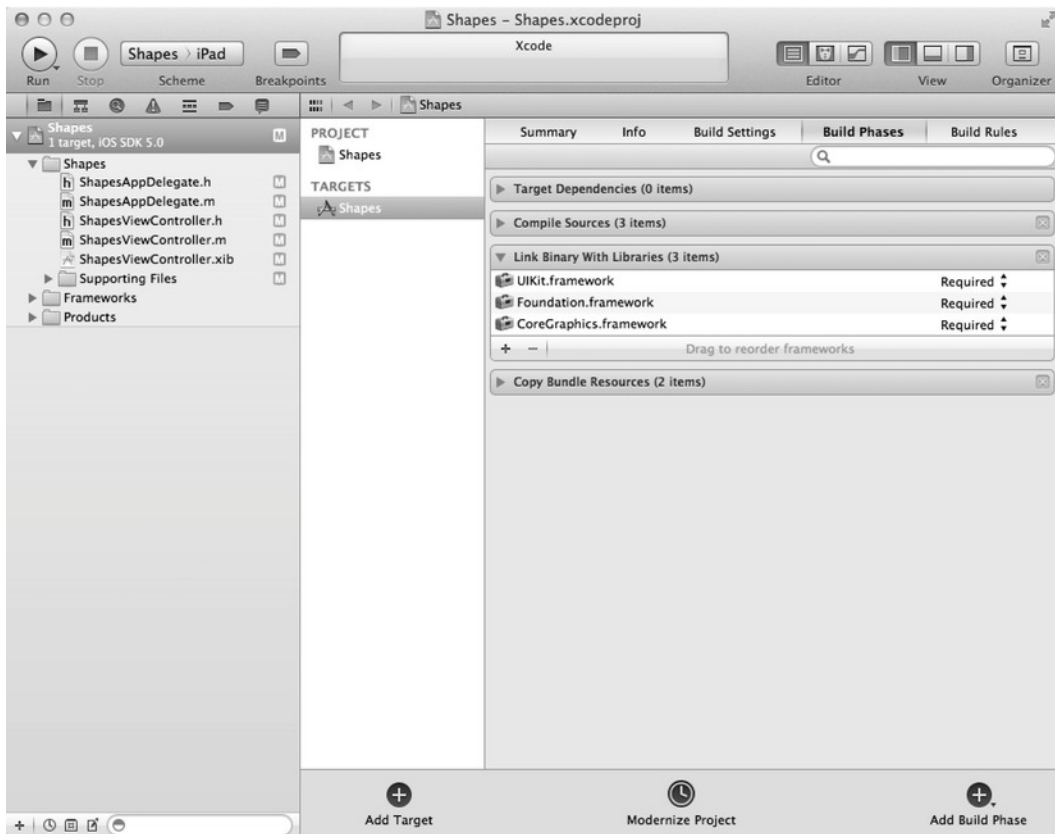 Shapes – Shapes.xcodeproj
Shapes iPad
Xcode
Run Stop Scheme Breakpoints Editor View Organizer
Shapes
Shapes
1 target, iOS SDK 5.0
M
Shapes
h ShapesAppDelegate.h M
m ShapesAppDelegate.m M
h ShapesViewController.h M
m ShapesViewController.m M
ShapesViewController.xib M
Supporting Files M
Frameworks
Products
PROJECT
Shapes
TARGETS
Shapes
Summary Info Build Settings Build Phases Build Rules
Target Dependencies (0 items)
Compile Sources (3 items)
Link Binary With Libraries (3 items)
UIKit.framework Required
Foundation.framework Required
CoreGraphics.framework Required
+ − Drag to reorder frameworks
Copy Bundle Resources (2 items)
Add Target Modernize Project Add Build Phase